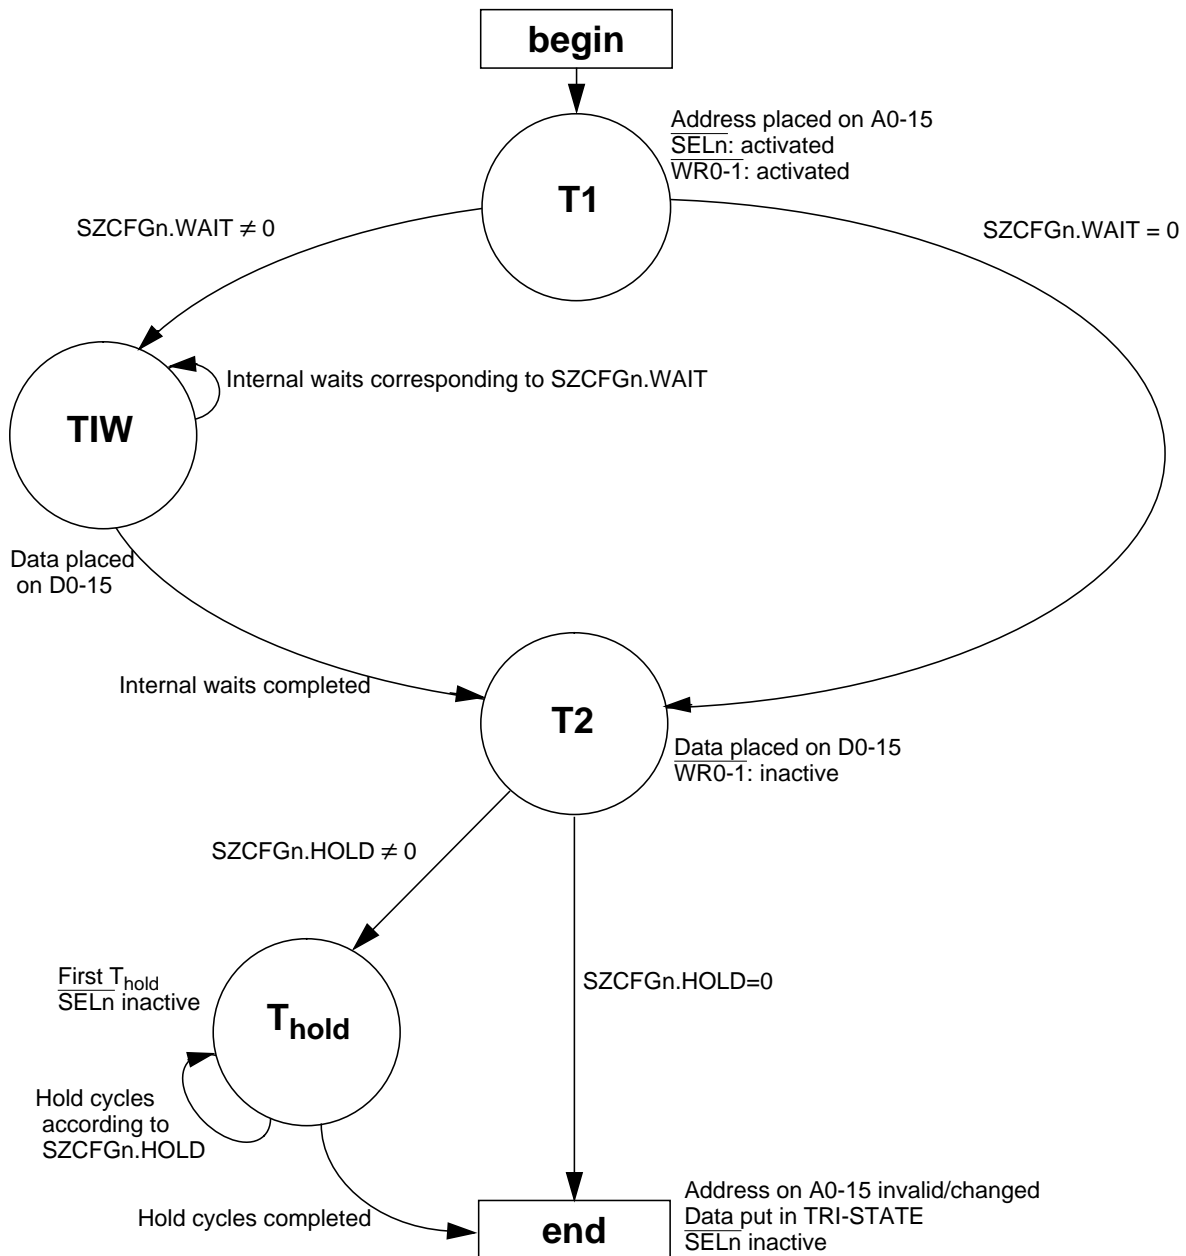 begin
Address placed on A0-15
SELn: activated
WR0-1: activated
T1
SZCFGn.WAIT ≠ 0
SZCFGn.WAIT = 0
Internal waits corresponding to SZCFGn.WAIT
TIW
Data placed
on D0-15
Internal waits completed
T2
Data placed on D0-15
WR0-1: inactive
SZCFGn.HOLD ≠ 0
SZCFGn.HOLD=0
First Thold
SELn inactive
Thold
Hold cycles
according to
SZCFGn.HOLD
Hold cycles completed
end
Address on A0-15 invalid/changed
Data put in TRI-STATE
SELn inactive